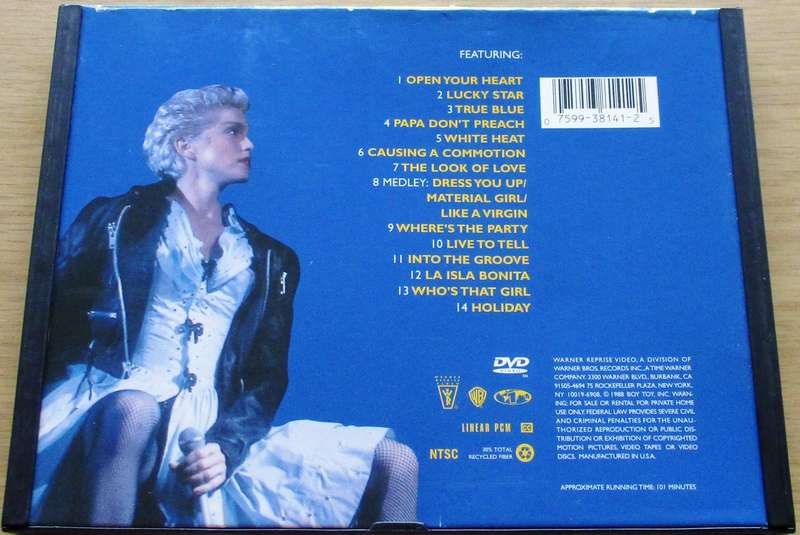 FEATURING:
1 OPEN YOUR HEART
2 LUCKY STAR
3 TRUE BLUE
4 PAPA DON'T PREACH
5 WHITE HEAT
6 CAUSING A COMMOTION
7 THE LOOK OF LOVE
8 MEDLEY: DRESS YOU UP/
MATERIAL GIRL/
LIKE A VIRGIN
9 WHERE'S THE PARTY
10 LIVE TO TELL
11 INTO THE GROOVE
12 LA ISLA BONITA
13 WHO'S THAT GIRL
14 HOLIDAY
0 7599-38141-2 5
DVD
VIDEO
WARNER
WB
LINEAR PCM
NTSC
30% TOTAL
RECYCLED FIBER
WARNER REPRISE VIDEO, A DIVISION OF
WARNER BROS. RECORDS INC., A TIME WARNER
COMPANY. 3300 WARNER BLVD., BURBANK, CA
91505-4694 75 ROCKEFELLER PLAZA, NEW YORK,
NY 10019-6908. © 1988 BOY TOY, INC. WARN-
ING: FOR SALE OR RENTAL FOR PRIVATE HOME
USE ONLY. FEDERAL LAW PROVIDES SEVERE CIVIL
AND CRIMINAL PENALTIES FOR THE UNAU-
THORIZED REPRODUCTION OR PUBLIC DIS-
TRIBUTION OR EXHIBITION OF COPYRIGHTED
MOTION PICTURES, VIDEO TAPES OR VIDEO
DISCS. MANUFACTURED IN U.S.A.
APPROXIMATE RUNNING TIME: 101 MINUTES